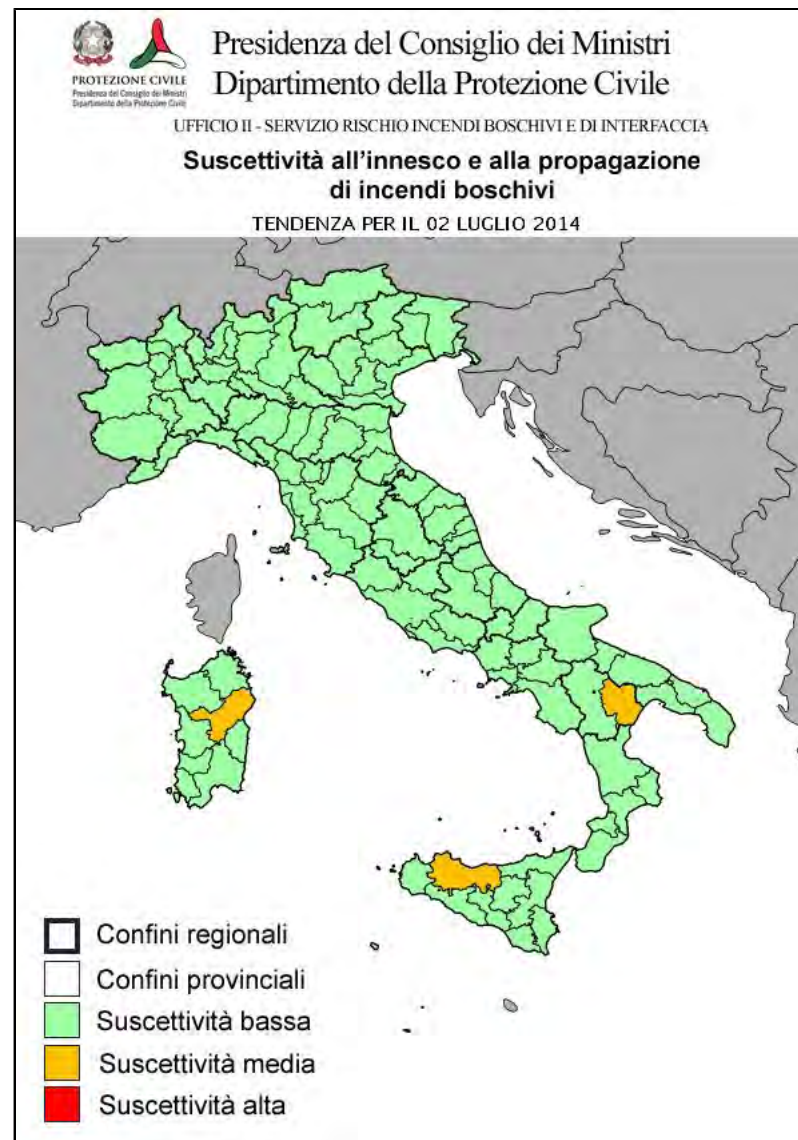 PROTEZIONE CIVILE
Presidenza del Consiglio dei Ministri
Dipartimento della Protezione Civile
Presidenza del Consiglio dei Ministri
Dipartimento della Protezione Civile
UFFICIO II - SERVIZIO RISCHIO INCENDI BOSCHIVI E DI INTERFACCIA
Suscettività all'innesco e alla propagazione
di incendi boschivi
TENDENZA PER IL 02 LUGLIO 2014
Confini regionali
Confini provinciali
Suscettività bassa
Suscettività media
Suscettività alta